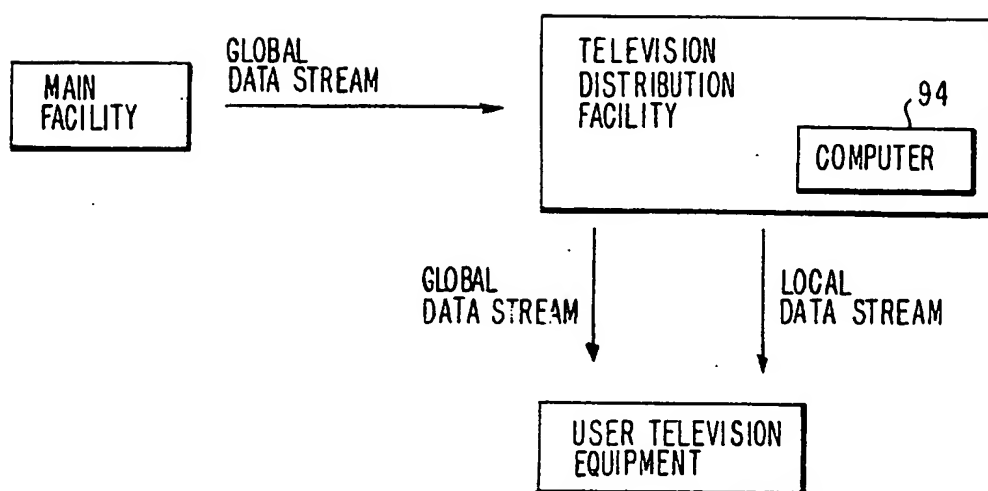 GLOBAL
DATA STREAM
MAIN
FACILITY
TELEVISION
DISTRIBUTION
FACILITY
94
COMPUTER
GLOBAL
DATA STREAM
LOCAL
DATA STREAM
USER TELEVISION
EQUIPMENT